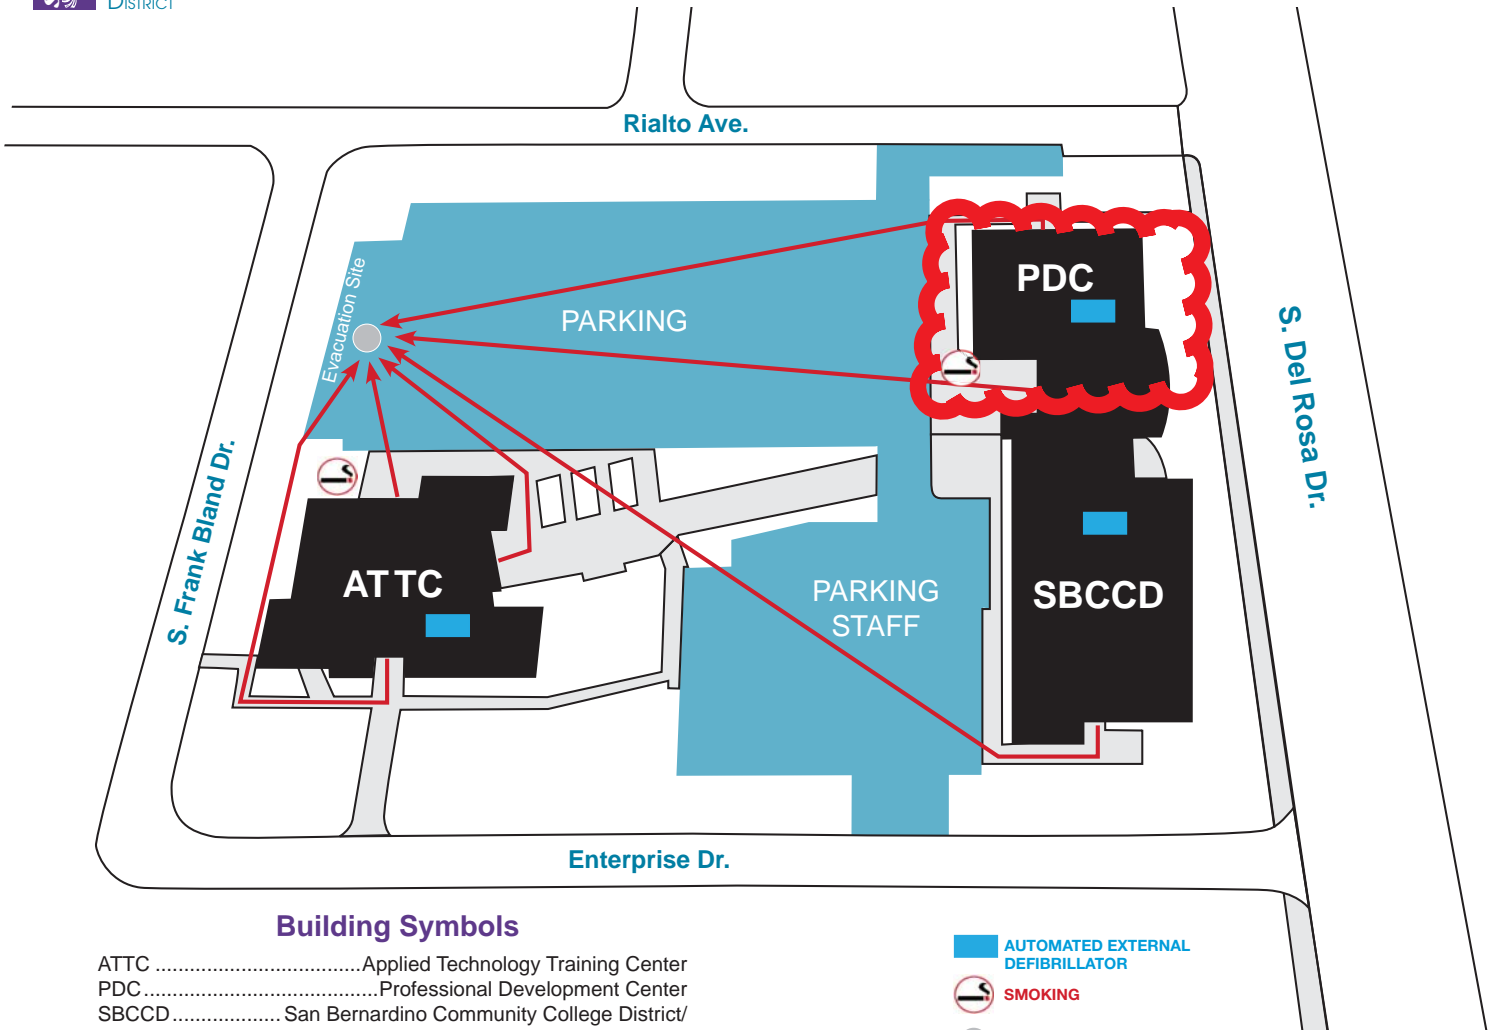 DISTRICT
Rialto Ave.
Evacuation Site
PARKING
PDC
S. Del Rosa Dr.
S. Frank Bland Dr.
ATTC
PARKING
STAFF
SBCCD
Enterprise Dr.
Building Symbols
ATTC ..................................Applied Technology Training Center
PDC......................................Professional Development Center
SBCCD.................. San Bernardino Community College District/
AUTOMATED EXTERNAL
DEFIBRILLATOR
SMOKING